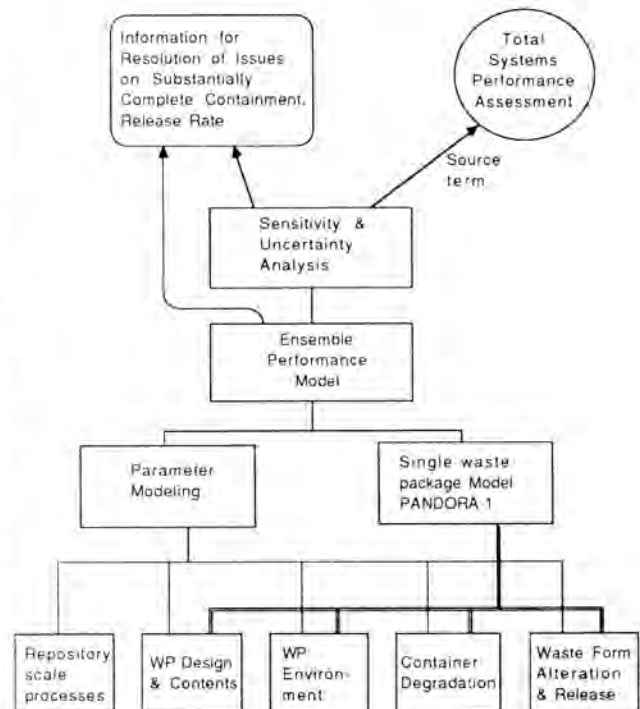 Information for
Resolution of Issues
on Substantially
Complete Containment,
Release Rate
Total
Systems
Performance
Assessment
Source
term
Sensitivity &
Uncertainty
Analysis
Ensemble
Performance
Model
Parameter
Modeling
Single waste
package Model
PANDORA-1
Repository
scale
processes
WP Design
& Contents
WP
Environ-
ment
Container
Degradation
Waste Form
Alteration
& Release